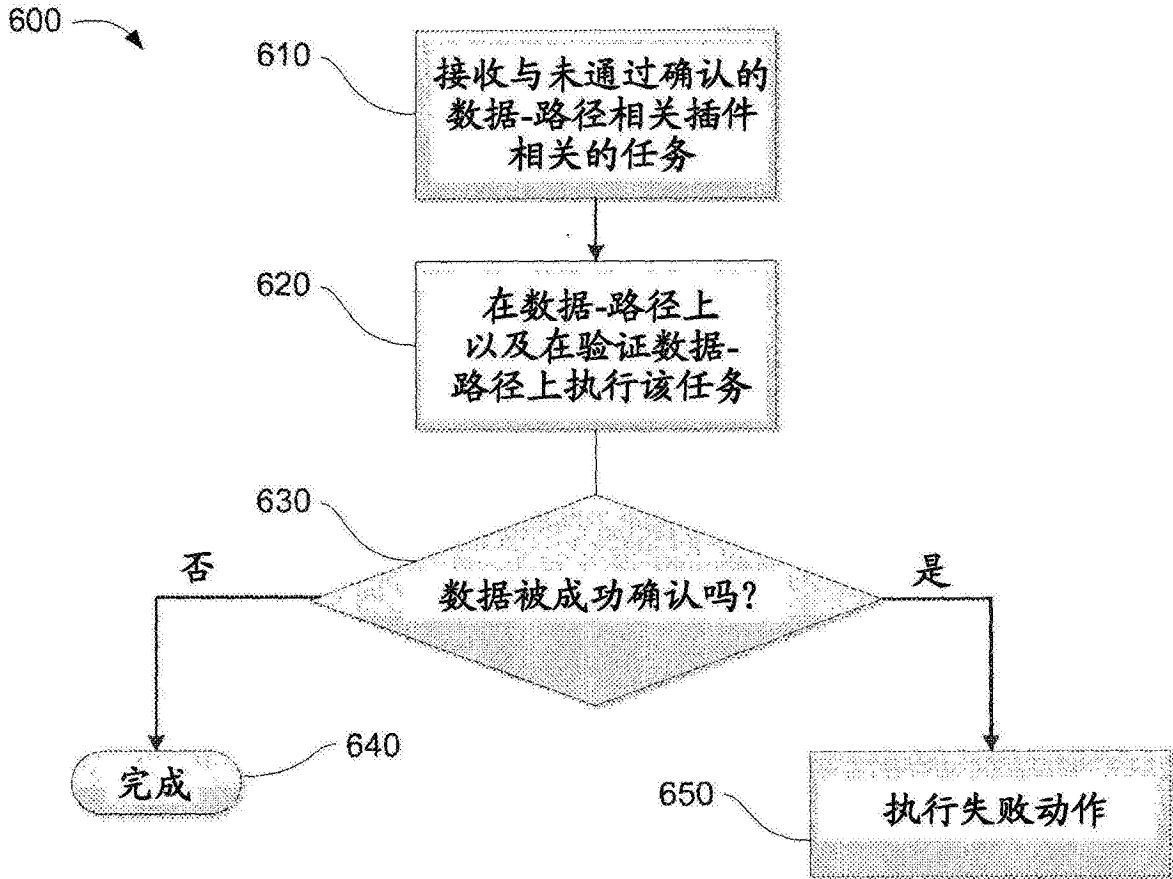 600
610
接收与未通过确认的
数据-路径相关插件
相关的任务
620
在数据-路径上
以及在验证数据-
路径上执行该任务
630
否
数据被成功确认吗?
是
640
完成
650
执行失败动作